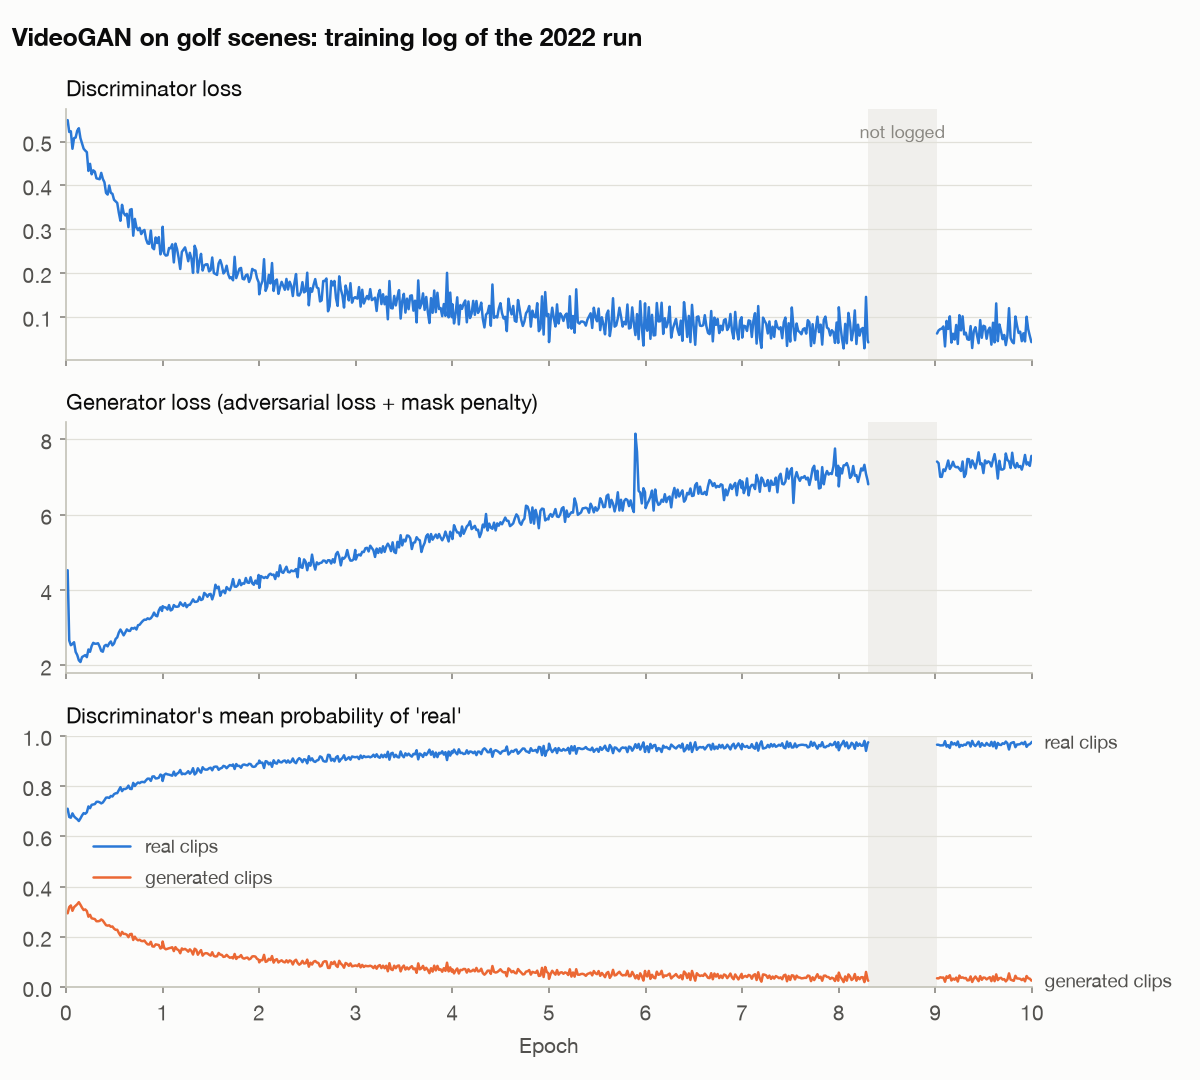 VideoGAN on golf scenes: training log of the 2022 run
Discriminator loss
not logged
0.5
0.4
0.3
0.2
0.1
Generator loss (adversarial loss + mask penalty)
8
6
4
2
Discriminator's mean probability of 'real'
1.0
real clips
0.8
0.6
real clips
generated clips
0.4
0.2
generated clips
0.0
0 1 2 3 4 5 6 7 8 9 10
Epoch